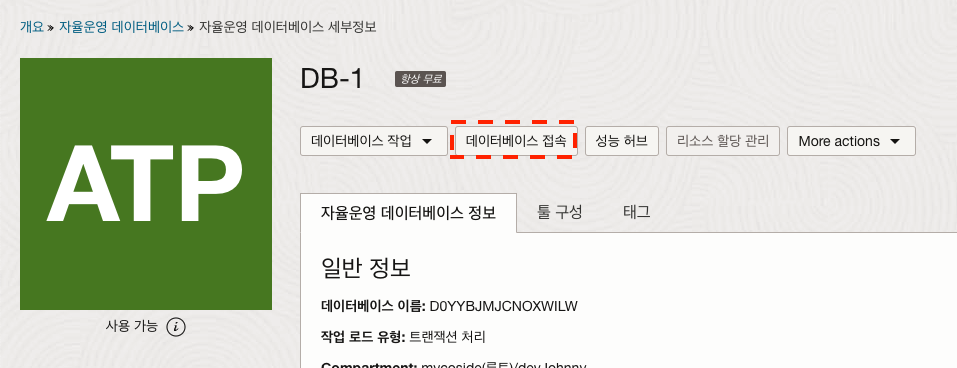 개요 » 자율운영 데이터베이스 » 자율운영 데이터베이스 세부정보
ATP
사용 가능 i
DB-1 항상 무료
데이터베이스 작업 데이터베이스 접속 성능 허브 리소스 할당 관리 More actions
자율운영 데이터베이스 정보 툴 구성 태그
일반 정보
데이터베이스 이름: D0YYBJMJCNOXWILW
작업 로드 유형: 트랜잭션 처리
Compartment: mycoside(루트)/devJohnny